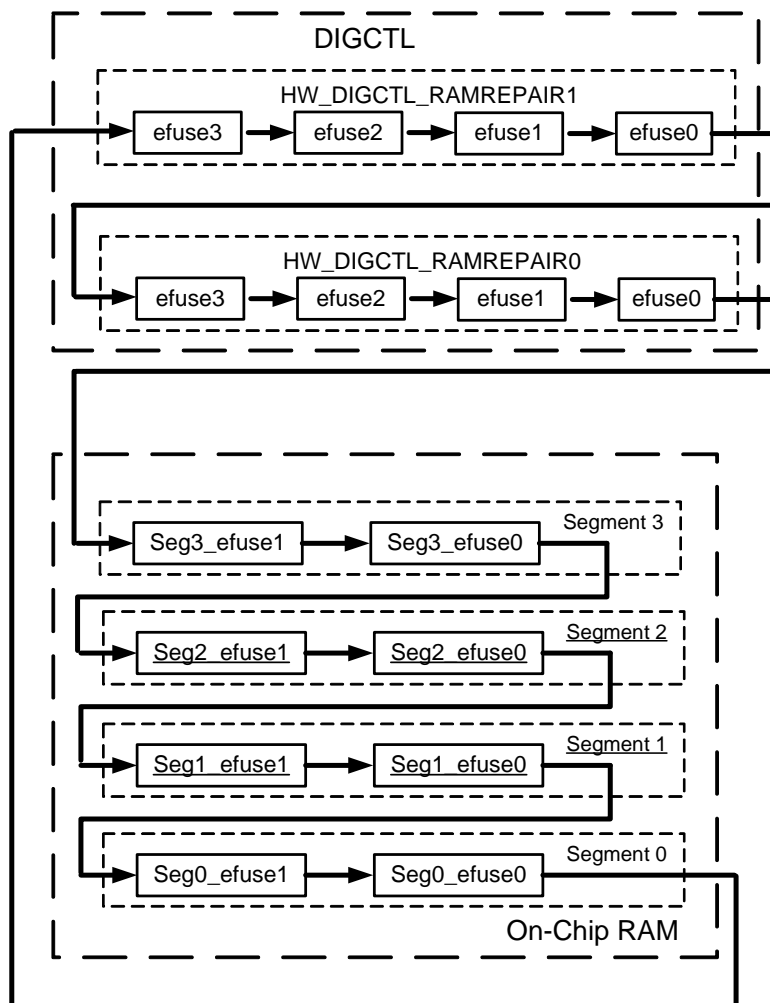 DIGCTL
HW_DIGCTL_RAMREPAIR1
efuse3 efuse2 efuse1 efuse0
HW_DIGCTL_RAMREPAIR0
efuse3 efuse2 efuse1 efuse0
Segment 3
Seg3_efuse1 Seg3_efuse0
Segment 2
Seg2_efuse1 Seg2_efuse0
Segment 1
Seg1_efuse1 Seg1_efuse0
Segment 0
Seg0_efuse1 Seg0_efuse0
On-Chip RAM